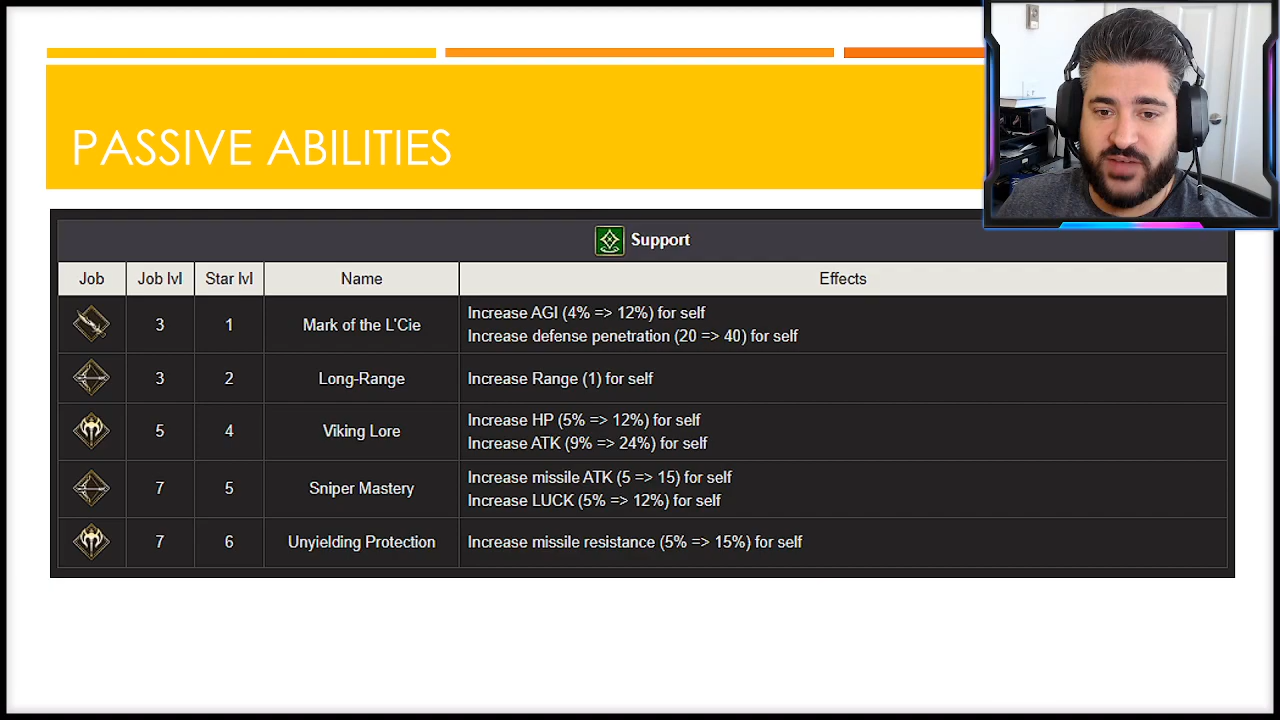 PASSIVE ABILITIES
Support
Job Job lvl Star lvl Name Effects
3 1 Mark of the L'Cie Increase AGI (4% => 12%) for self
Increase defense penetration (20 => 40) for self
3 2 Long-Range Increase Range (1) for self
5 4 Viking Lore Increase HP (5% => 12%) for self
Increase ATK (9% => 24%) for self
7 5 Sniper Mastery Increase missile ATK (5 => 15) for self
Increase LUCK (5% => 12%) for self
7 6 Unyielding Protection Increase missile resistance (5% => 15%) for self